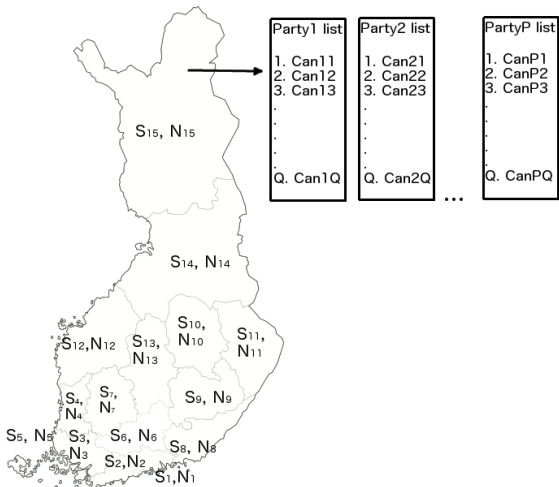 Party1 list
1. Can11
2. Can12
3. Can13
.
.
.
.
.
Q. Can1Q
Party2 list
1. Can21
2. Can22
3. Can23
.
.
.
.
.
Q. Can2Q
...
PartyP list
1. CanP1
2. CanP2
3. CanP3
.
.
.
.
.
Q. CanPQ
S15, N15
S14, N14
S10,
N10
S11,
N11
S12,N12
S13,
N13
S7,
N7
S9, N9
S4,
N4
S5, N5
S3,
N3
S6, N6
S8, N8
S2,N2
S1,N1